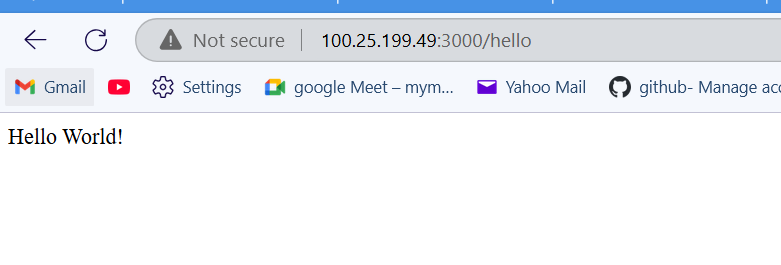 Not secure 100.25.199.49:3000/hello
Gmail Settings google Meet – mym... Yahoo Mail github- Manage acc
Hello World!